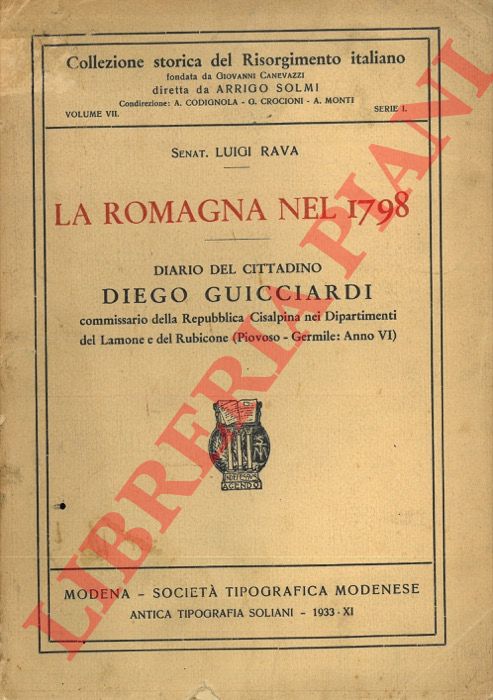 Collezione storica del Risorgimento italiano
fondata da GIOVANNI CANEVAZZI
diretta da ARRIGO SOLMI
Condirezione: A. CODIGNOLA - G. CROCIONI - A. MONTI
VOLUME VII. SERIE I.
SENAT. LUIGI RAVA
LA ROMAGNA NEL 1798
DIARIO DEL CITTADINO
DIEGO GUICCIARDI
commissario della Repubblica Cisalpina nei Dipartimenti
del Lamone e del Rubicone (Piovoso - Germile: Anno VI)
AGENDO
MODENA – SOCIETÀ TIPOGRAFICA MODENESE
ANTICA TIPOGRAFIA SOLIANI - 1933 - XI
LIBRERIA PIANI